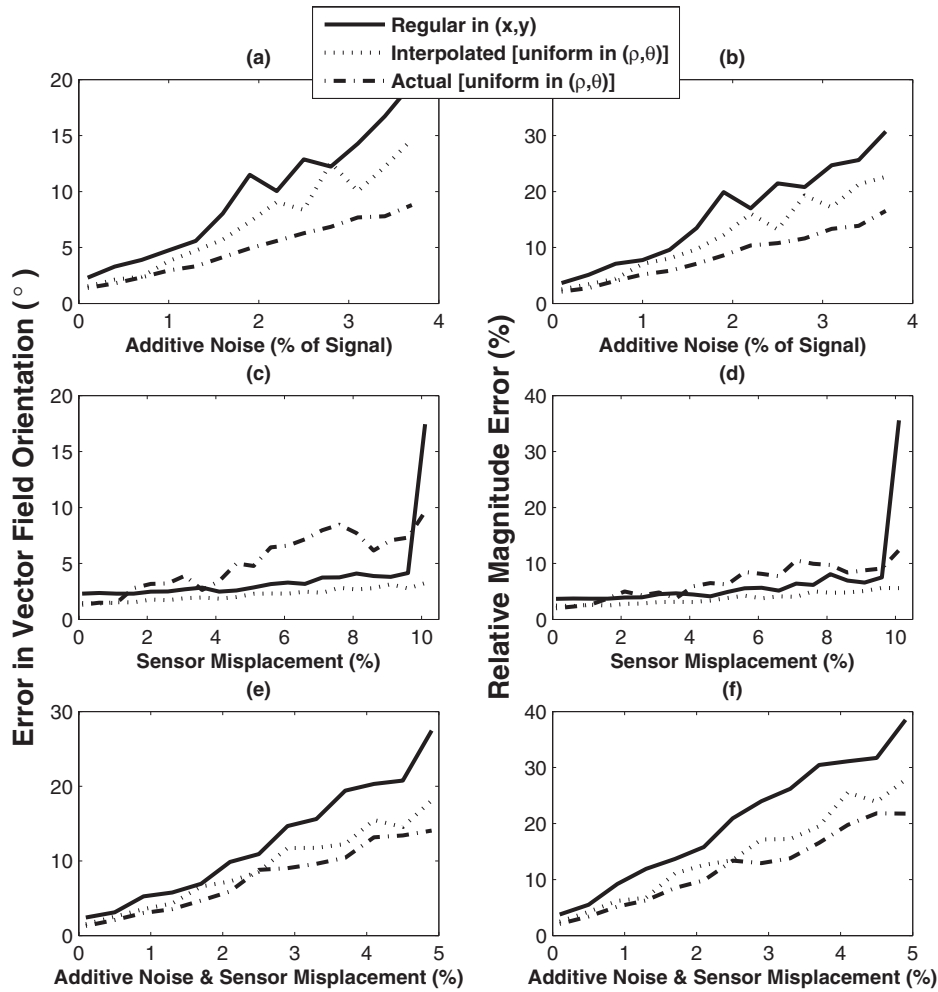 Regular in (x,y)
Interpolated [uniform in (ρ,θ)]
Actual [uniform in (ρ,θ)]
(a)
20
15
10
5
0
0 1 2 3 4
Additive Noise (% of Signal)
(b)
30
20
10
0
0 1 2 3 4
Additive Noise (% of Signal)
(c)
20
15
10
5
0
0 2 4 6 8 10
Sensor Misplacement (%)
(d)
40
30
20
10
0
0 2 4 6 8 10
Sensor Misplacement (%)
(e)
30
20
10
0
0 1 2 3 4 5
Additive Noise & Sensor Misplacement (%)
(f)
40
30
20
10
0
0 1 2 3 4 5
Additive Noise & Sensor Misplacement (%)
Error in Vector Field Orientation (°)
Relative Magnitude Error (%)